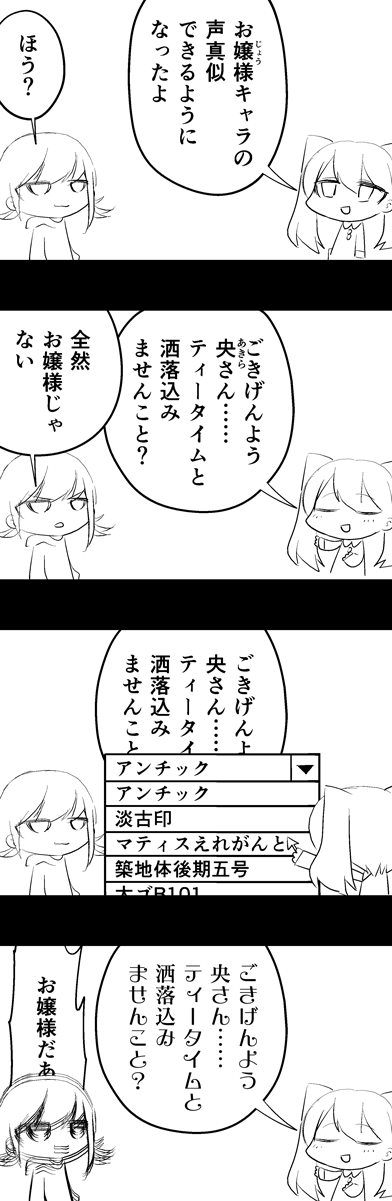 お嬢様キャラの
じょう
声真似
できるように
なったよ
ほう？
ごきげんよう
央さん……
あきら
ティータイムと
洒落込み
ませんこと？
全然
お嬢様じゃ
ない
ごきげんよ
央さん……
ティータイ
洒落込み
ませんこと
アンチック
アンチック
淡古印
マティスえれがんと
築地体後期五号
太ゴB101
ごきげんよう
央さん……
ティータイムと
洒落込み
ませんこと？
お嬢様だぁ